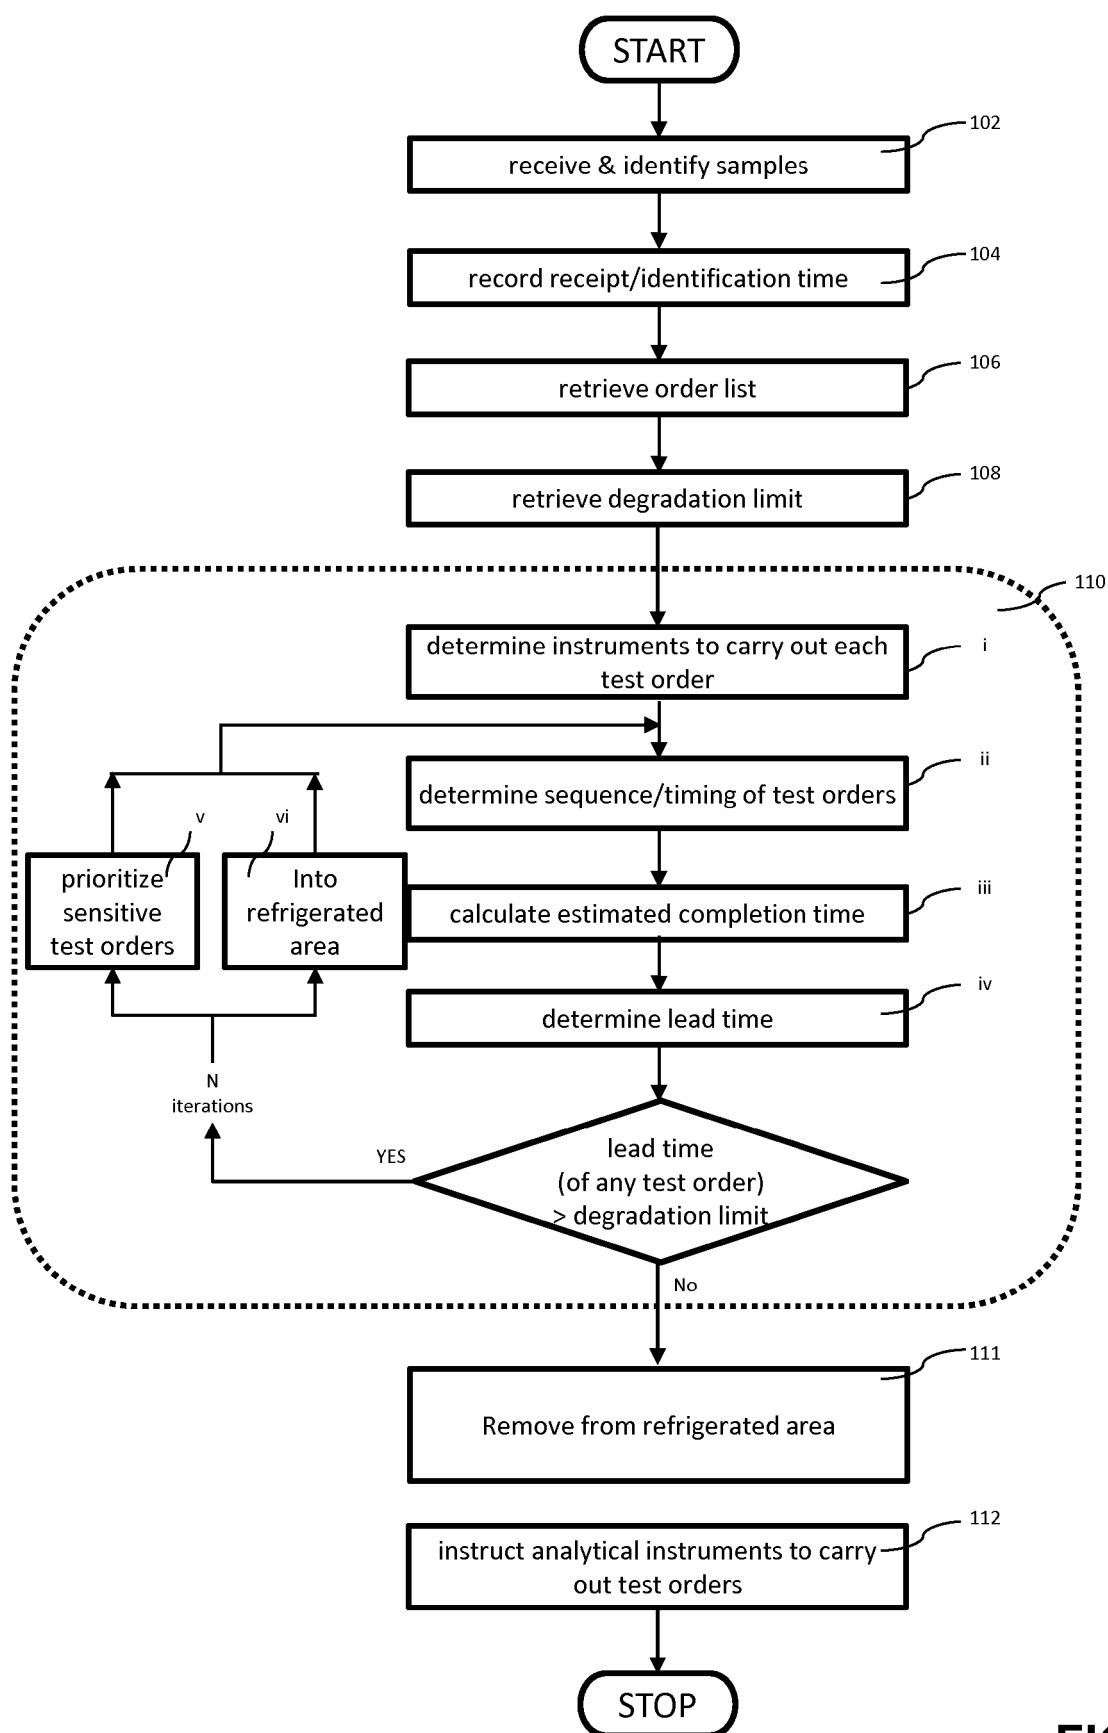 START
102
receive & identify samples
104
record receipt/identification time
106
retrieve order list
108
retrieve degradation limit
110
determine instruments to carry out each
test order
i
ii
determine sequence/timing of test orders
v
vi
prioritize
sensitive
test orders
Into
refrigerated
area
iii
calculate estimated completion time
iv
determine lead time
N
iterations
YES
lead time
(of any test order)
> degradation limit
No
111
Remove from refrigerated area
112
instruct analytical instruments to carry
out test orders
STOP